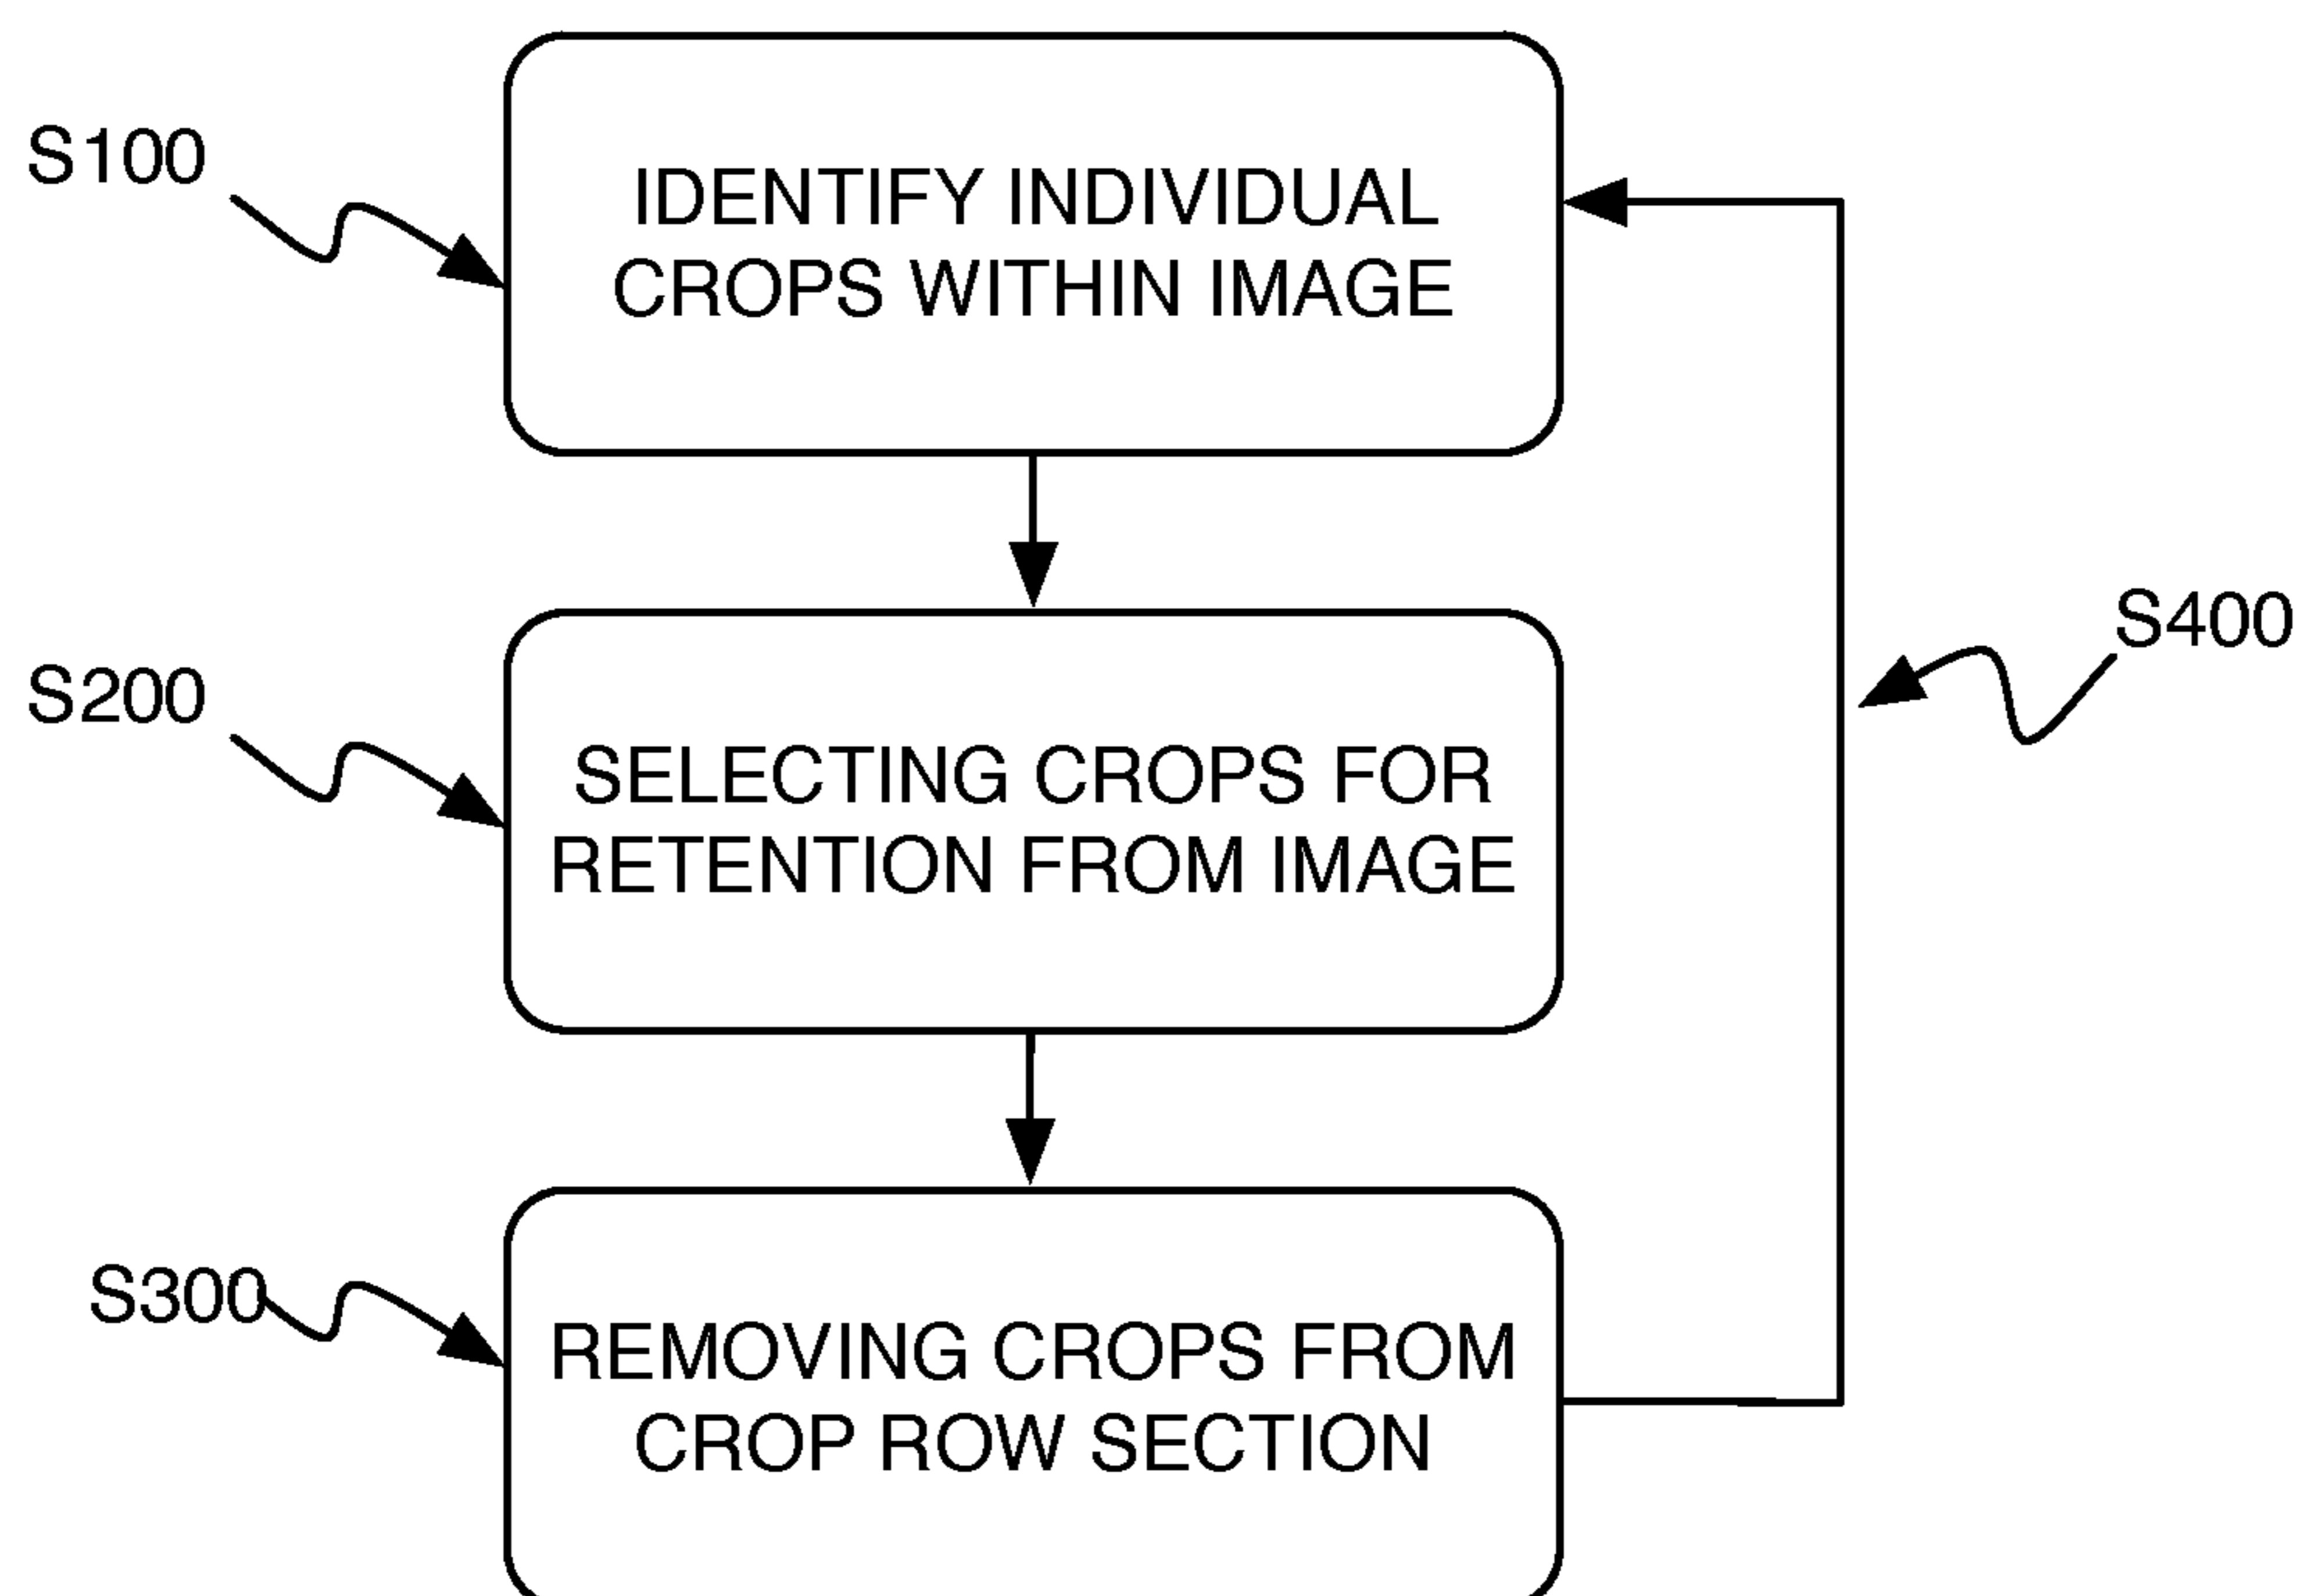 S100
IDENTIFY INDIVIDUAL
CROPS WITHIN IMAGE
S400
S200
SELECTING CROPS FOR
RETENTION FROM IMAGE
S300
REMOVING CROPS FROM
CROP ROW SECTION